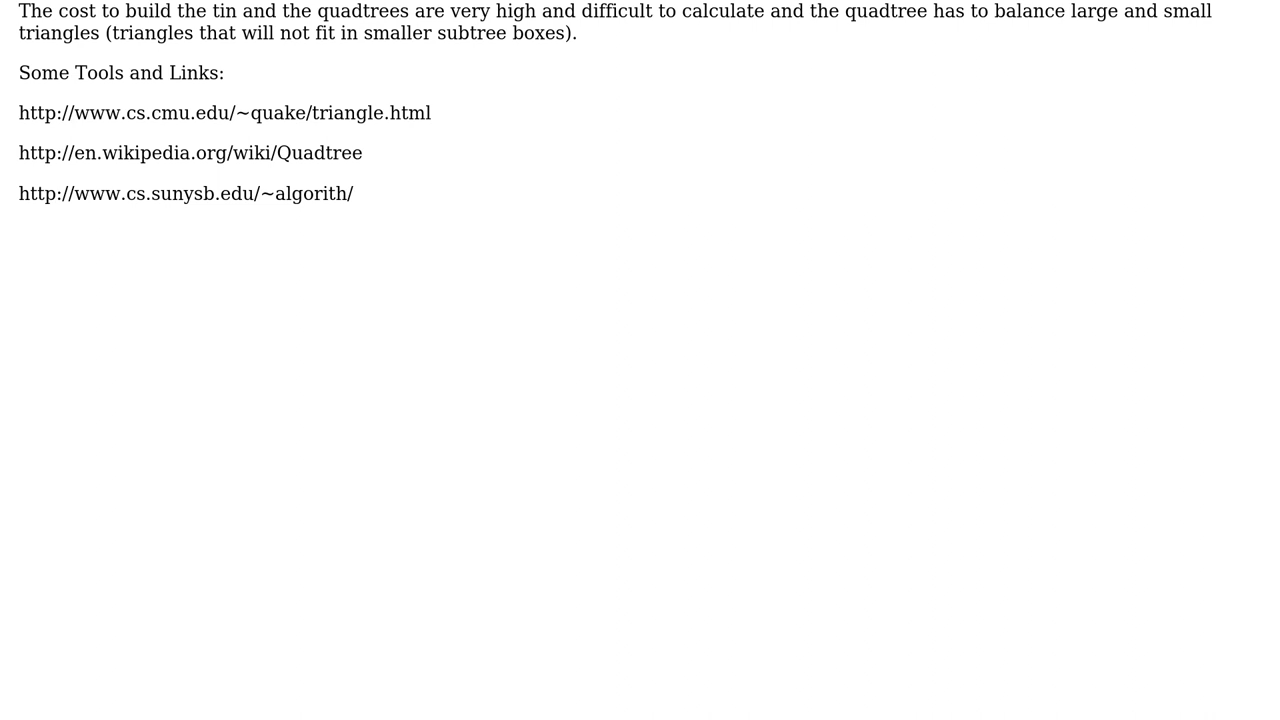 The cost to build the tin and the quadtrees are very high and difficult to calculate and the quadtree has to balance large and small
triangles (triangles that will not fit in smaller subtree boxes).
Some Tools and Links:
http://www.cs.cmu.edu/~quake/triangle.html
http://en.wikipedia.org/wiki/Quadtree
http://www.cs.sunysb.edu/~algorith/